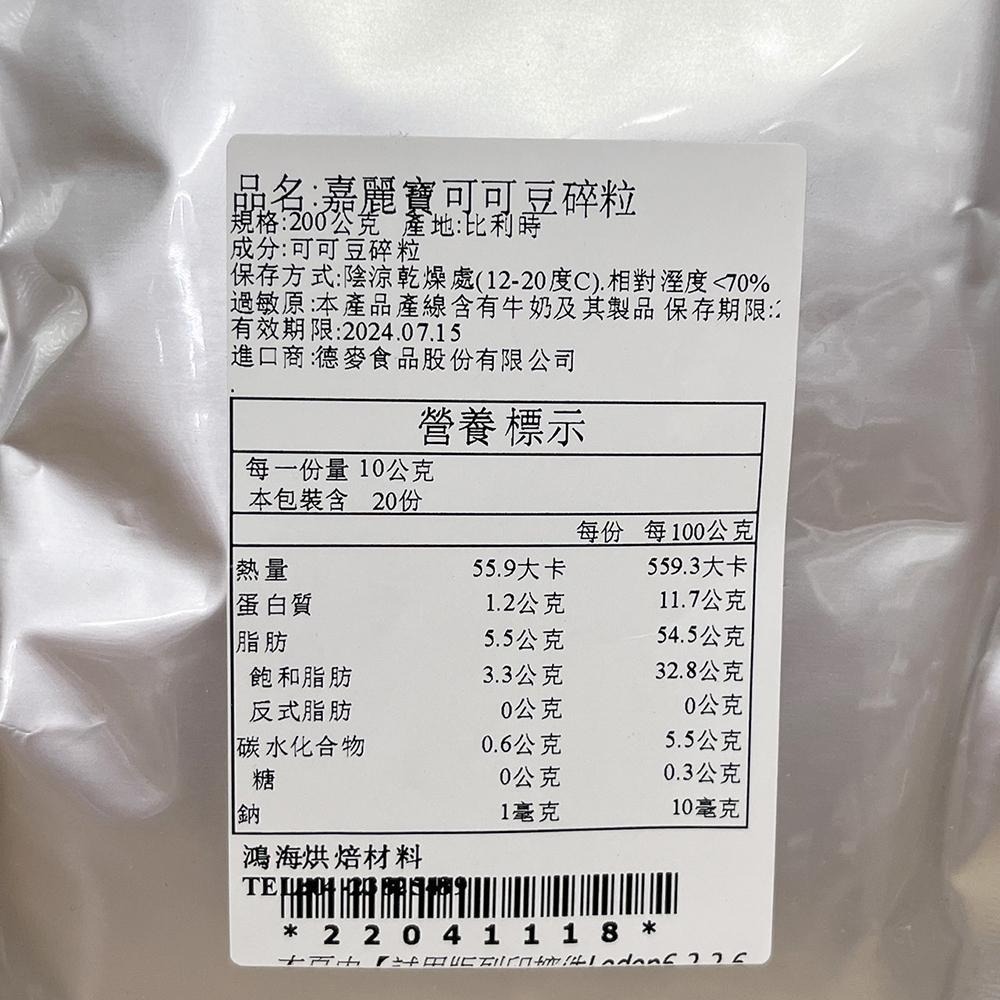 品名:嘉麗寶可可豆碎粒
規格:200公克 產地:比利時
成分:可可豆碎粒
保存方式:陰涼乾燥處(12-20度C).相對溼度<70%
過敏原:本產品產線含有牛奶及其製品 保存期限:
有效期限:2024.07.15
進口商:德麥食品股份有限公司
營養標示
每一份量 10公克
本包裝含 20份
每份 每100公克
熱量 55.9大卡 559.3大卡
蛋白質 1.2公克 11.7公克
脂肪 5.5公克 54.5公克
飽和脂肪 3.3公克 32.8公克
反式脂肪 0公克 0公克
碳水化合物 0.6公克 5.5公克
糖 0公克 0.3公克
鈉 1毫克 10毫克
鴻海烘焙材料
TEL
*22041118*